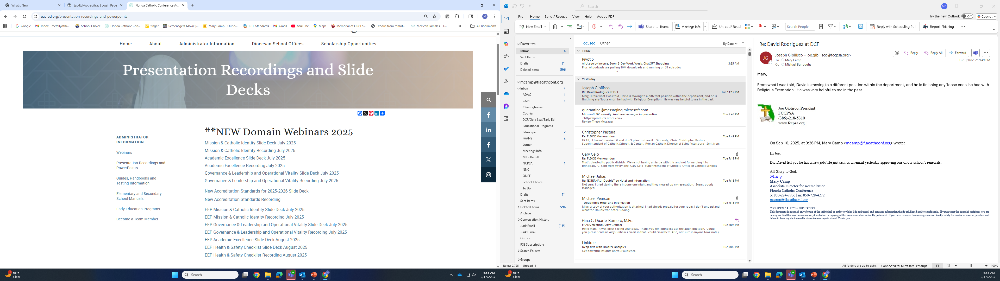 What's New
Eas-Ed-Accreditrac | Login Page
Florida Catholic Conference Acc
eas-ed.org/presentation-recordings-and-powerpoints
Google
Inbox - mctallydf@...
School Choice
Florida Catholic Con...
finger
Screenagers Movie |...
Mary Camp - Outlo...
ISTE Standards
Gmail
YouTube
Maps
Memorial of Our La...
Exodus from remot...
Mexican Tamales - T...
All Bookmarks
Home
About
Administrator Information
Diocesan School Offices
Scholarship Opportunities
Presentation Recordings and Slide
Decks
ADMINISTRATOR
INFORMATION
Webinars
Presentation Recordings and
PowerPoints
Guides, Handbooks and
Testing Information
Elementary and Secondary
School Manuals
Early Education Programs
Become a Team Member
**NEW Domain Webinars 2025
Mission & Catholic Identity Slide Deck July 2025
Mission & Catholic Identity Recording July 2025
Academic Excellence Slide Deck July 2025
Academic Excellence Recording July 2025
Governance & Leadership and Operational Vitality Slide Deck July 2025
Governance & Leadership and Operational Vitality Recording July 2025
New Accreditation Standards for 2025-2026 Slide Deck
New Accreditation Standards Recording
EEP Mission & Catholic Identity Slide Deck July 2025
EEP Mission & Catholic Identity Recording July 2025
EEP Governance & Leadership and Operational Vitality Slide Deck July 2025
EEP Governance & Leadership and Operational Vitality Recording July 2025
EEP Academic Excellence Slide Deck August 2025
EEP Health & Safety Checklist Slide Deck August 2025
EEP Health & Safety Checklist Recording August 2025
66°F
Clear
Search
6:56 AM
9/17/2025
Search
MC
File
Home
Send / Receive
View
Help
Adobe PDF
Try the new Outlook
Off
Copilot
New Email
Share to Teams
Meetings Info
Unread/ Read
Search People
Reply with Scheduling Poll
Report Phishing
Favorites
Inbox 4
Sent Items
Drafts [1]
Deleted Items 596
mcamp@flacathconf.org
Inbox 4
ADAC 1
CAPE 1
Clearinghouse
Cognia
DCF/Gold Seal/Early Ed
Educational Programs
Eduscape 2
FAANS 2
Lumen
Meetings Info
Mike Barrett
NCPSA 1
NNC
ONPE
School Choice
To Do
Drafts [1]
Sent Items
Deleted Items 596
Archive
Conversation History
Junk Email [155]
Junk E-mail
Outbox
RSS Subscriptions
Search Folders
Groups
Focused
Other
By Date
Today
Pivot 5
AI Usage by Income, Zoom 3-Day Work Week, ChatGPT Shopping 3:55 AM
Plus: AI podcasts are pulling 10M downloads and running on $1 episodes
...
Yesterday
Joseph Gibilisco
Re: David Rodriguez at DCF Tue 11:17 PM
Mary, From what I was told, David is moving to a different position within the department, and he is
finishing any 'loose ends' he had with Religious Exemption. He was very helpful to me in the past.
quarantine@messaging.microsoft.com
Microsoft 365 security: You have messages in quarantine Tue 9:45 PM
<https://products.office.com>
Review These Messages
Christopher Pastura
Re: FLDOE Memorandum Tue 7:49 PM
Hi All, I haven't received it and don't plan to share it. Sincerely, Chris Christopher Pastura
Superintendent of Catholic Schools & Centers Roman Catholic Diocese of Saint Petersburg Sent from
Gary Gelo
Re: FLDOE Memorandum Tue 7:19 PM
That's directed to public districts. We're not having an issue with this and not forwarding it to
principals. G Sent from my iPhone Gary Gelo Superintendent of Schools Office of Catholic Schools
Michael Juhas
Re: [EXTERNAL]- DoubleTree Hotel and Information Tue 7:18 PM
Not sure, I tried staying there in June one night and they messed up my reservation. Seems poorly
managed.
Michael Pearson
- DoubleTree Hotel and Information Tue 7:15 PM
Mike, a copy of your authorization is attached. I had already prepaid for your room. I don't understand
what the Doubletree hotel is doing.
Gina C. Duarte-Romero, M.Ed.
FAANS meeting / Amy Graham Tue 7:07 PM
Hello Mary, It was great seeing you today. Thank you for letting me ask the audit question. Could
you please send me Amy Graham's email so that I could email her? Also, not sure if anyone took notes,
Linktree
Deep dive with Linktree analytics Tue 7:06 PM
Get powerful insights on your audience.
...
Re: David Rodriguez at DCF
JG
Joseph Gibilisco <joe.gibilisco@fccpsa.org>
To Mary Camp
Cc Michael Burroughs
Reply
Reply All
Forward
Tue 9/16/2025 9:49 PM
Mary,
From what I was told, David is moving to a different position within the department, and he is finishing any 'loose ends' he had with
Religious Exemption. He was very helpful to me in the past.
Joe Gibilisco, President
FCCPSA
(386)-218-5310
www.fccpsa.org
On Sep 16, 2025, at 9:36 PM, Mary Camp <mcamp@flacathconf.org> wrote:
Hi Joe,
Did David tell you he has a new job? He just sent us an email yesterday approving one of our school's renewals.
All Glory to God,
Mary
Mary Camp
Associate Director for Accreditation
Florida Catholic Conference
o: 850-224-7906 | m: 850-728-4272
mcamp@flacathconf.org
CONFIDENTIALITY NOTIFICATION:
This document is intended only for use of the individual or entity to which it is addressed, and contains information that is privileged and/or confidential. If you are not the intended recipient, you are
hereby notified that any dissemination, distribution or copying of this communication is strictly prohibited. If you have received this message in error, kindly notify the sender as soon as possible, and
delete it from any device/media where the message is stored. Thank you.
Items: 9,725
Unread: 4
All folders are up to date.
Connected to: Microsoft Exchange
100%
66°F
Clear
Search
6:56 AM
9/17/2025